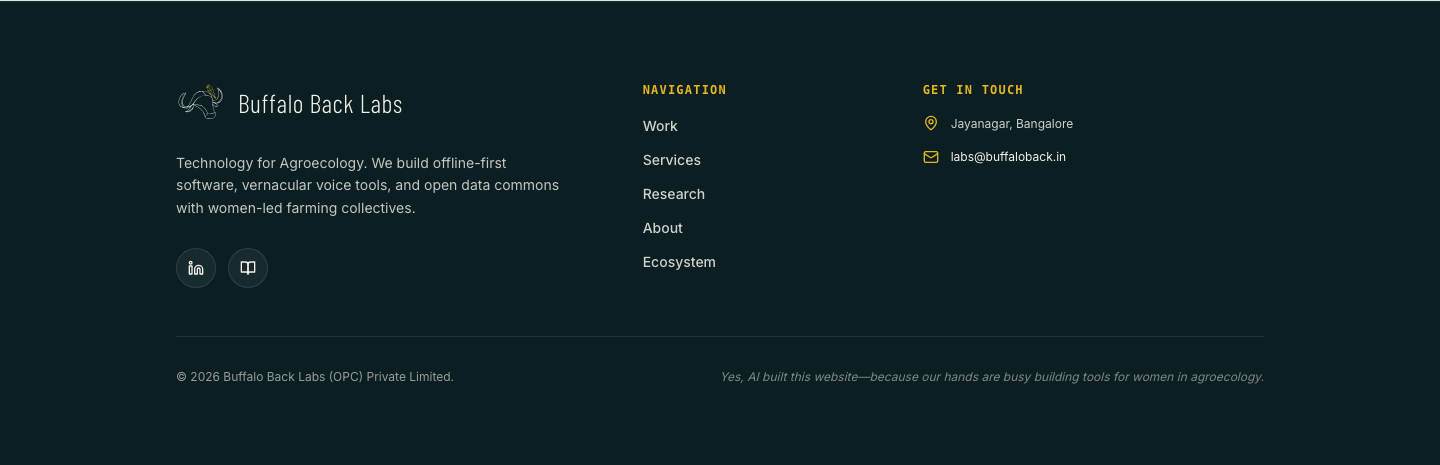 Buffalo Back Labs
Technology for Agroecology. We build offline-first
software, vernacular voice tools, and open data commons
with women-led farming collectives.
NAVIGATION
Work
Services
Research
About
Ecosystem
GET IN TOUCH
Jayanagar, Bangalore
labs@buffaloback.in
© 2026 Buffalo Back Labs (OPC) Private Limited.
Yes, AI built this website—because our hands are busy building tools for women in agroecology.